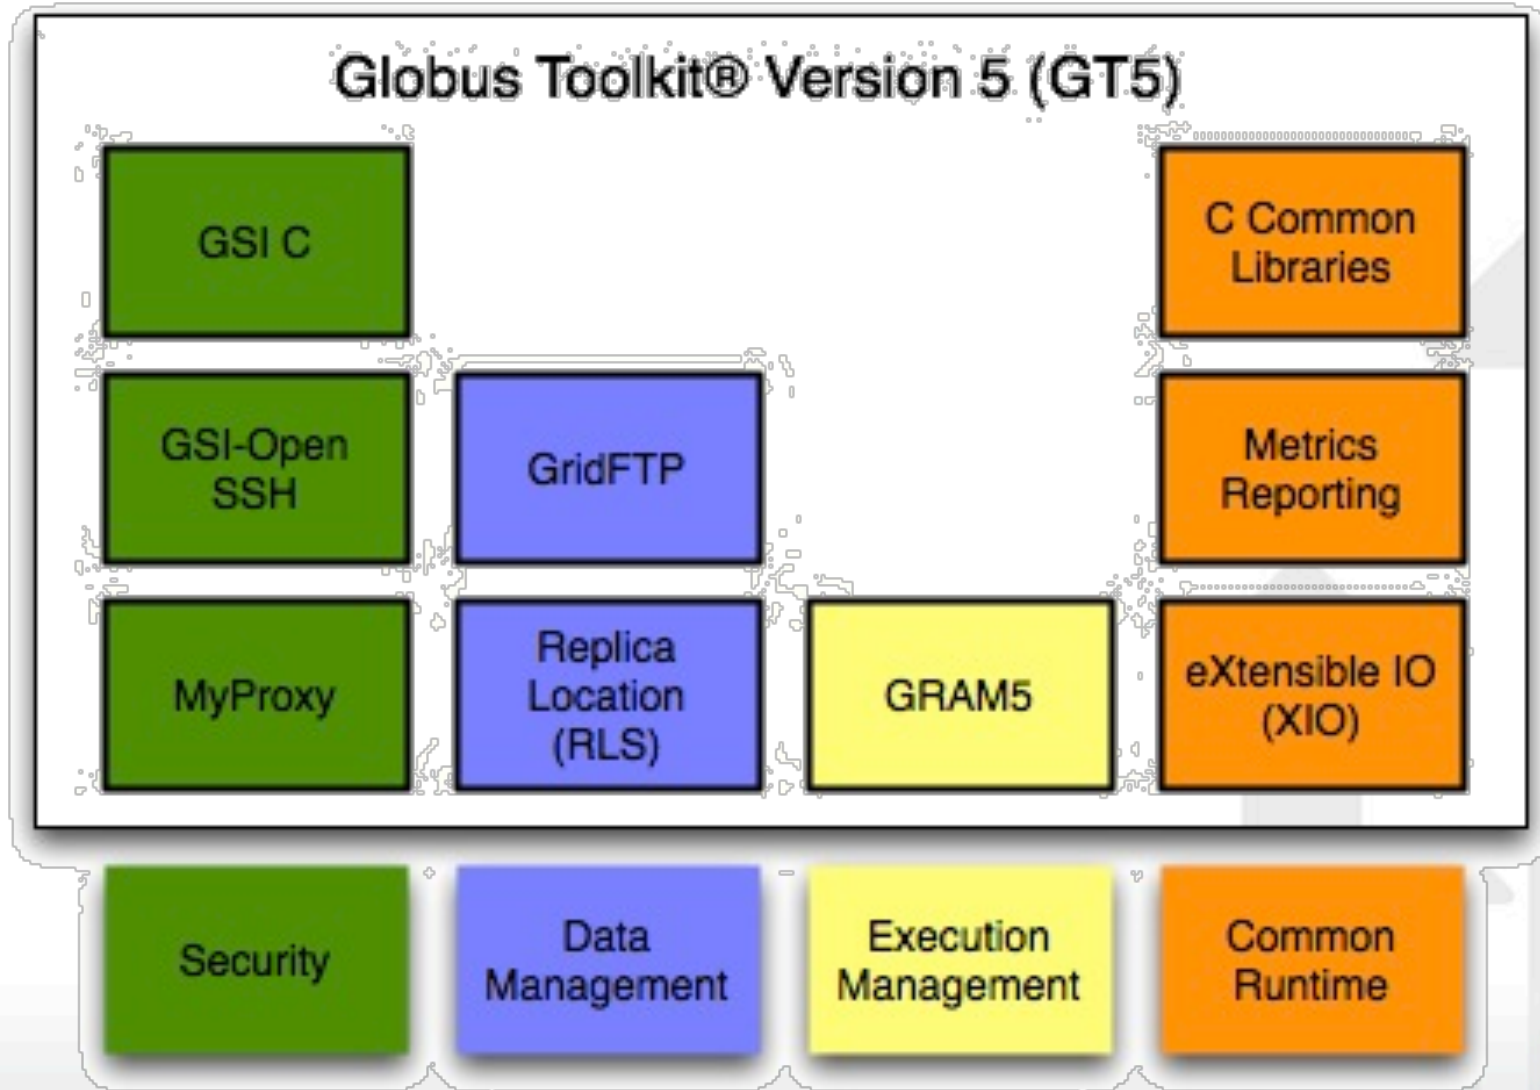 Globus Toolkit® Version 5 (GT5)
GSI C
C Common
Libraries
GSI-Open
SSH
GridFTP
Metrics
Reporting
MyProxy
Replica
Location
(RLS)
GRAM5
eXtensible IO
(XIO)
Security
Data
Management
Execution
Management
Common
Runtime